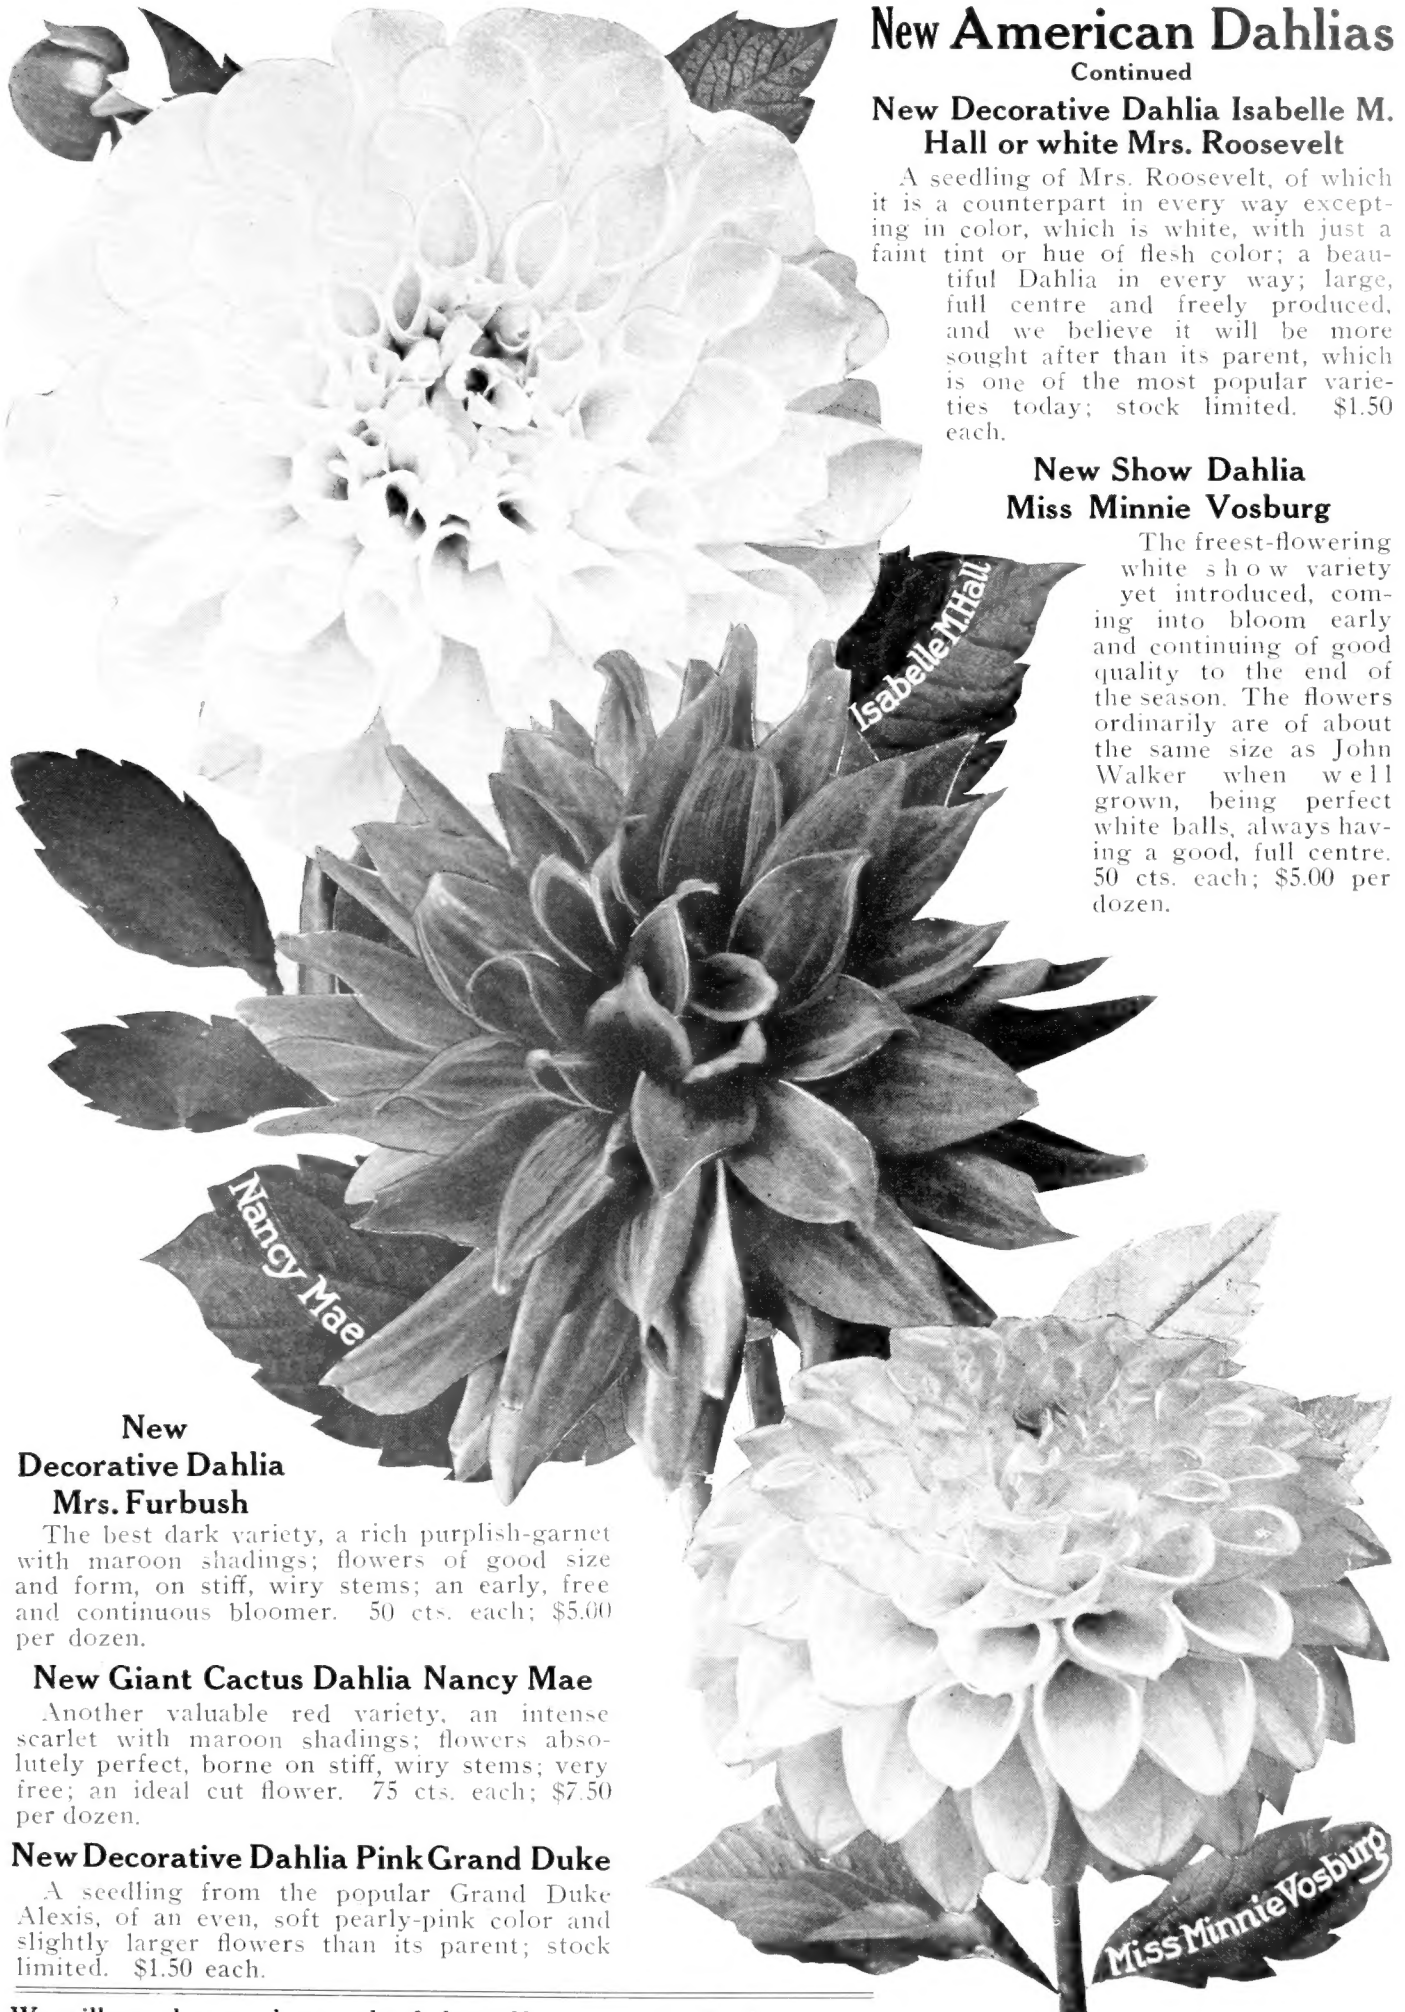 New American Dahlias
Continued
New Decorative Dahlia Isabelle M.
Hall or white Mrs. Roosevelt
A seedling of Mrs. Roosevelt, of which
it is a counterpart in every way except-
ing in color, which is white, with just a
faint tint or hue of flesh color; a beau-
tiful Dahlia in every way; large,
full centre and freely produced,
and we believe it will be more
sought after than its parent, which
is one of the most popular varie-
ties today; stock limited. $1.50
each.
New Show Dahlia
Miss Minnie Vosburg
The freest-flowering
white show variety
yet introduced, com-
ing into bloom early
and continuing of good
quality to the end of
the season. The flowers
ordinarily are of about
the same size as John
Walker when well
grown, being perfect
white balls, always hav-
ing a good, full centre.
50 cts. each; $5.00 per
dozen.
Isabelle M. Hall
Nancy Mae
New
Decorative Dahlia
Mrs. Furbush
The best dark variety, a rich purplish-garnet
with maroon shadings; flowers of good size
and form, on stiff, wiry stems; an early, free
and continuous bloomer. 50 cts. each; $5.00
per dozen.
New Giant Cactus Dahlia Nancy Mae
Another valuable red variety, an intense
scarlet with maroon shadings; flowers abso-
lutely perfect, borne on stiff, wiry stems; very
free; an ideal cut flower. 75 cts. each; $7.50
per dozen.
New Decorative Dahlia Pink Grand Duke
A seedling from the popular Grand Duke
Alexis, of an even, soft pearly-pink color and
slightly larger flowers than its parent; stock
limited. $1.50 each.
Miss Minnie Vosburg